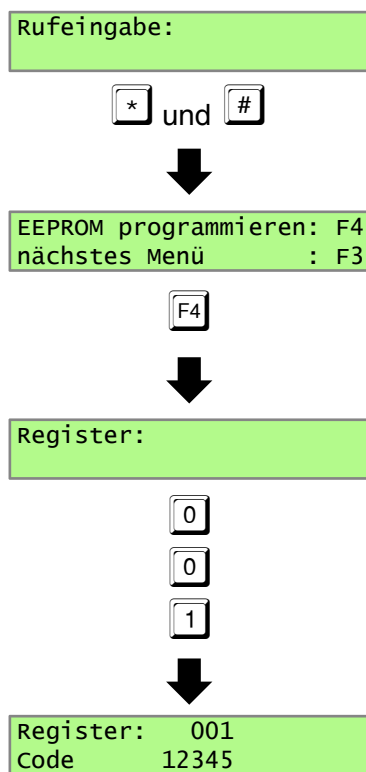 Rufeingabe:
* und #
EEPROM programmieren: F4
nächstes Menü : F3
F4
Register:
0
0
1
Register: 001
Code 12345